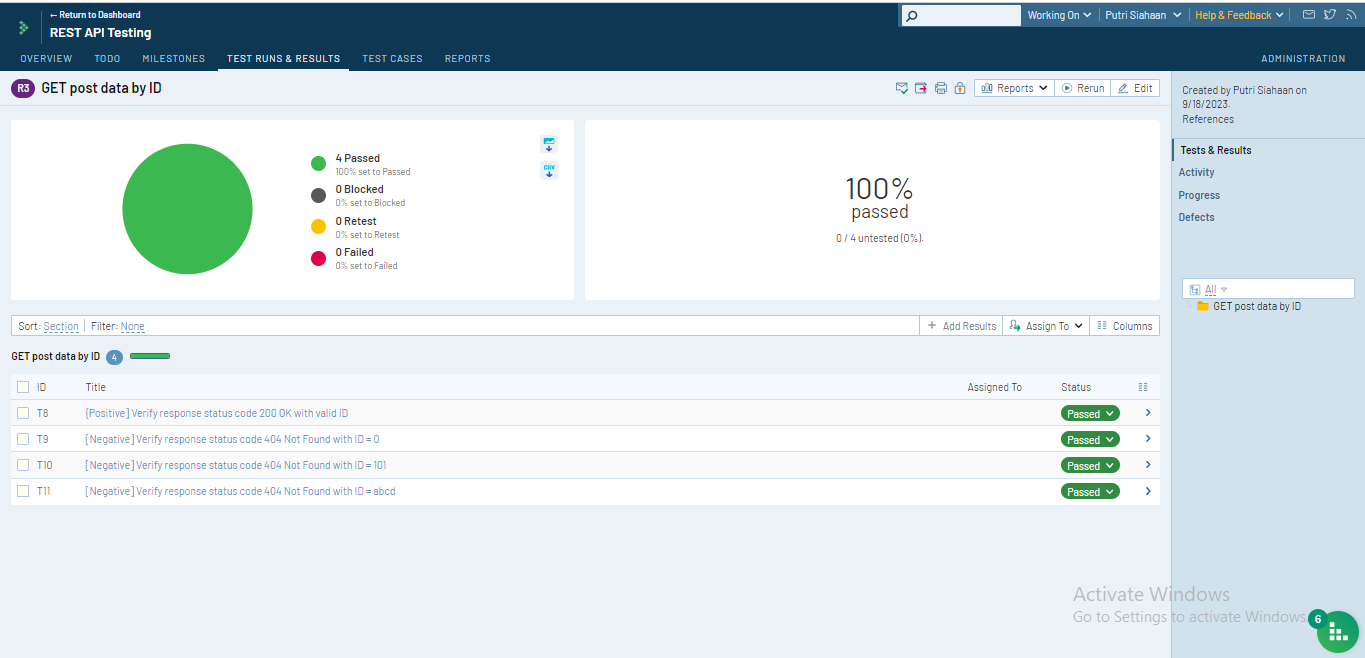 ← Return to Dashboard
REST API Testing
Working On
Putri Siahaan
Help & Feedback
OVERVIEW TODO MILESTONES TEST RUNS & RESULTS TEST CASES REPORTS ADMINISTRATION
R3 GET post data by ID
Reports Rerun Edit
4 Passed
100% set to Passed
0 Blocked
0% set to Blocked
0 Retest
0% set to Retest
0 Failed
0% set to Failed
CSV
100%
passed
0 / 4 untested (0%).
Created by Putri Siahaan on
9/18/2023.
References
Tests & Results
Activity
Progress
Defects
All
GET post data by ID
Sort: Section Filter: None
+ Add Results Assign To Columns
GET post data by ID 4
ID Title Assigned To Status
T8 {Positive] Verify response status code 200 OK with valid ID Passed
T9 [Negative] Verify response status code 404 Not Found with ID = 0 Passed
T10 [Negative] Verify response status code 404 Not Found with ID = 101 Passed
T11 [Negative] Verify response status code 404 Not Found with ID = abcd Passed
Activate Windows
Go to Settings to activate Windows.
6